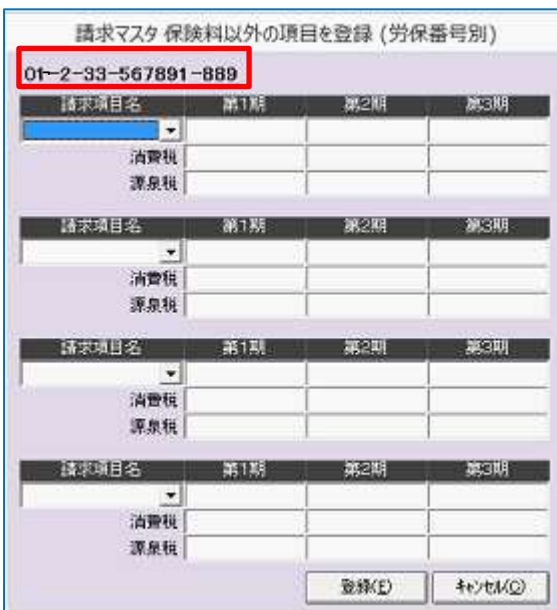 請求マスタ 保険料以外の項目を登録 (労保番号別)
01-2-33-567891-889
請求項目名 第1期 第2期 第3期
消費税
源泉税
請求項目名 第1期 第2期 第3期
消費税
源泉税
請求項目名 第1期 第2期 第3期
消費税
源泉税
請求項目名 第1期 第2期 第3期
消費税
源泉税
登録(E) キャンセル(C)